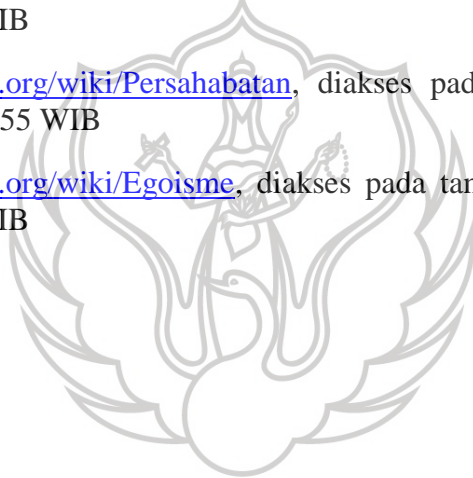 IB
.org/wiki/Persahabatan, diakses pad
55 WIB
.org/wiki/Egoisme, diakses pada tan
IB